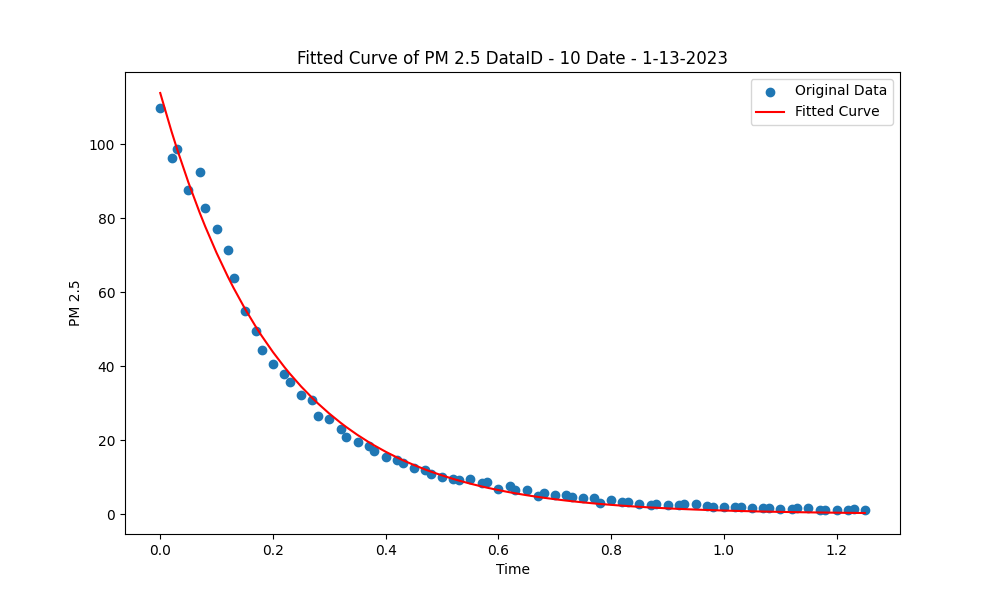 Fitted Curve of PM 2.5 DataID - 10 Date - 1-13-2023
Original Data
Fitted Curve
PM 2.5
100
80
60
40
20
0
0.0 0.2 0.4 0.6 0.8 1.0 1.2
Time